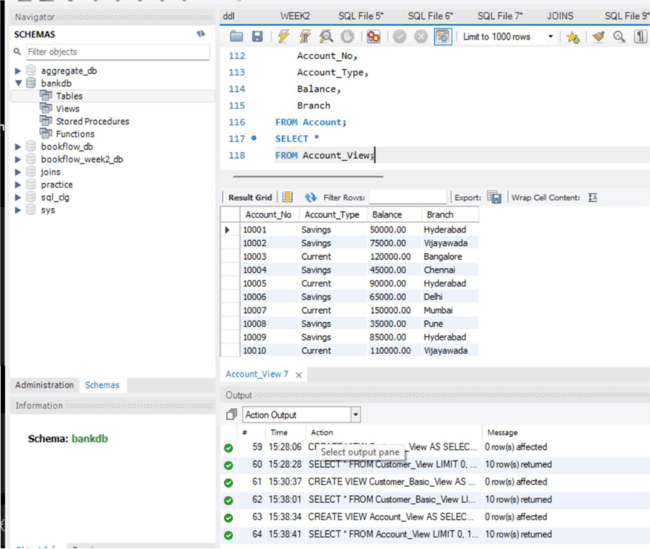 Navigator
SCHEMAS
Filter objects
aggregate_db
bankdb
Tables
Views
Stored Procedures
Functions
bookflow_db
bookflow_week2_db
joins
practice
sql_clg
sys
Administration Schemas
Information
Schema: bankdb
ddl WEEK2 SQL File 5* SQL File 6* SQL File 7* JOINS SQL File 9*
Limit to 1000 rows
112 Account_No,
113 Account_Type,
114 Balance,
115 Branch
116 FROM Account;
117 SELECT *
118 FROM Account_View;
Result Grid Filter Rows: Export: Wrap Cell Content:
Account_No Account_Type Balance Branch
10001 Savings 50000.00 Hyderabad
10002 Savings 75000.00 Vijayawada
10003 Current 120000.00 Bangalore
10004 Savings 45000.00 Chennai
10005 Current 90000.00 Hyderabad
10006 Savings 65000.00 Delhi
10007 Current 150000.00 Mumbai
10008 Savings 35000.00 Pune
10009 Savings 85000.00 Hyderabad
10010 Current 110000.00 Vijayawada
Account_View 7
Output
Action Output
# Time Action Message
59 15:28:06 AS SELEC... 0 row(s) affected
Select output pane
60 15:28:28 SELECT * FROM Customer_View LIMIT 0, ... 10 row(s) returned
61 15:30:37 CREATE VIEW Customer_Basic_View AS ... 0 row(s) affected
62 15:38:01 SELECT * FROM Customer_Basic_View LI... 10 row(s) returned
63 15:38:34 CREATE VIEW Account_View AS SELEC... 0 row(s) affected
64 15:38:41 SELECT * FROM Account_View LIMIT 0, 1... 10 row(s) returned